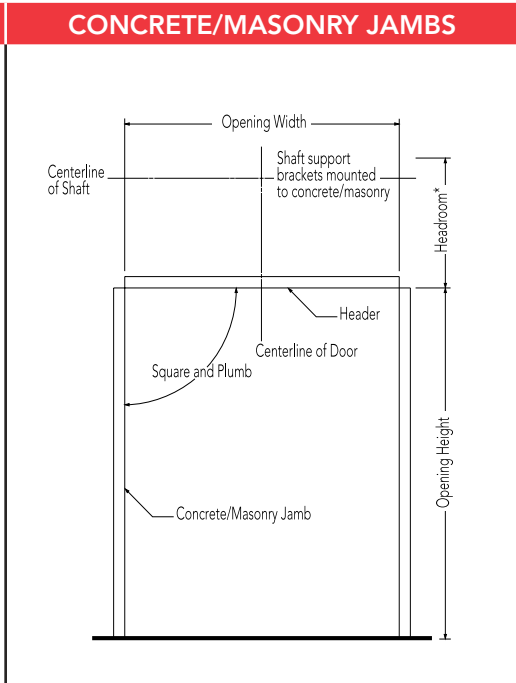 CONCRETE/MASONRY JAMBS
Opening Width
Centerline
of Shaft
Shaft support
brackets mounted
to concrete/masonry
Headroom*
Header
Centerline of Door
Square and Plumb
Opening Height
Concrete/Masonry Jamb